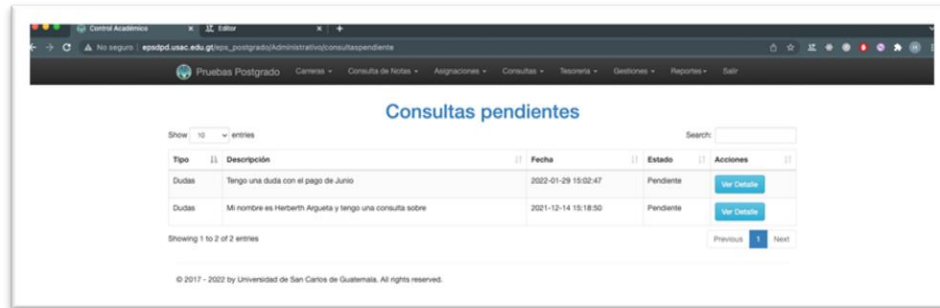 Control Académico
Editor
No seguro | epsdpd.usac.edu.gt/eps_postgrado/Administrativo/consultaspendiente
Pruebas Postgrado Carreras Consulta de Notas Asignaciones Consultas Tesoreria Gestiones Reportes Salir
Consultas pendientes
Show 10 entries Search:
Tipo Descripción Fecha Estado Acciones
Dudas Tengo una duda con el pago de Junio 2022-01-29 15:02:47 Pendiente Ver Detalle
Dudas Mi nombre es Herberth Argueta y tengo una consulta sobre 2021-12-14 15:18:50 Pendiente Ver Detalle
Showing 1 to 2 of 2 entries Previous 1 Next
© 2017 - 2022 by Universidad de San Carlos de Guatemala. All rights reserved.